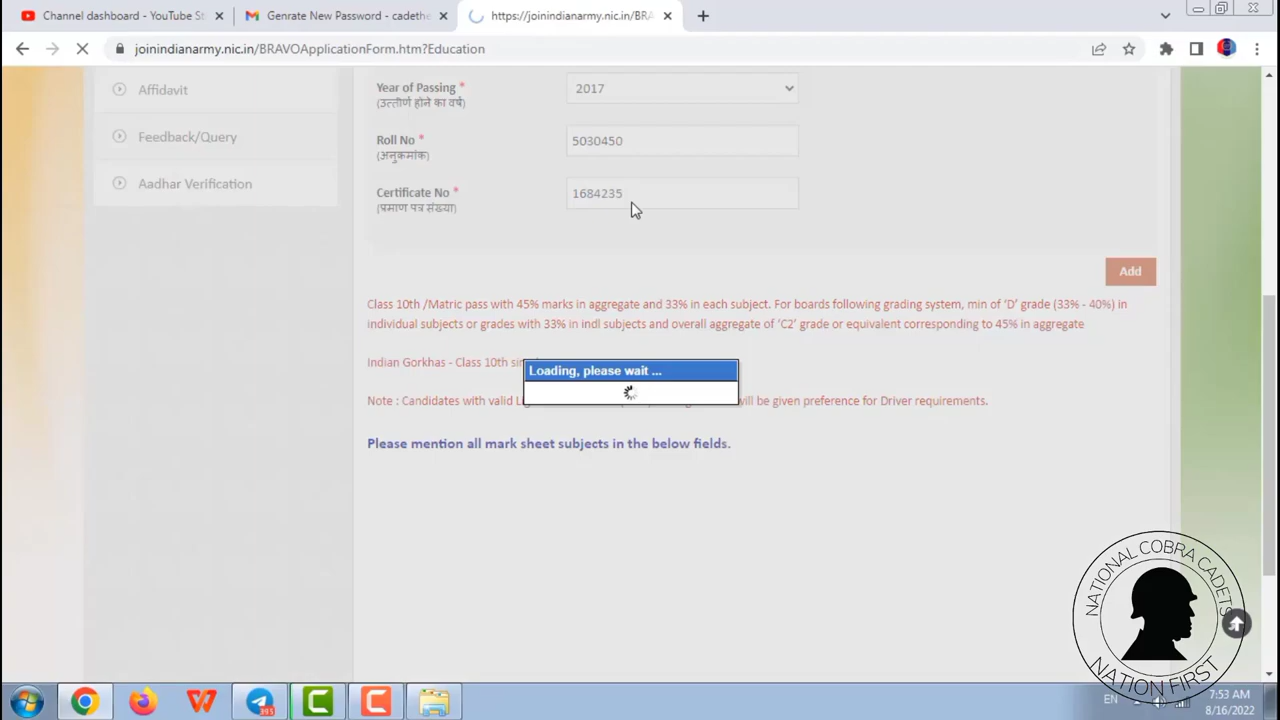 Channel dashboard - YouTube St
Genrate New Password - cadethe
https://joinindianarmy.nic.in/BRA
joinindianarmy.nic.in/BRAVOApplicationForm.htm?Education
Affidavit
Feedback/Query
Aadhar Verification
Year of Passing *
(उत्तीर्ण होने का वर्ष)
2017
Roll No *
(अनुक्रमांक)
5030450
Certificate No *
(प्रमाण पत्र संख्या)
1684235
Add
Class 10th /Matric pass with 45% marks in aggregate and 33% in each subject. For boards following grading system, min of 'D' grade (33% - 40%) in
individual subjects or grades with 33% in indl subjects and overall aggregate of 'C2' grade or equivalent corresponding to 45% in aggregate
Indian Gorkhas - Class 10th
Loading, please wait ...
Note : Candidates with valid will be given preference for Driver requirements.
Please mention all mark sheet subjects in the below fields.
NATIONAL COBRA CADETS
NATION FIRST
395
EN
7:53 AM
8/16/2022